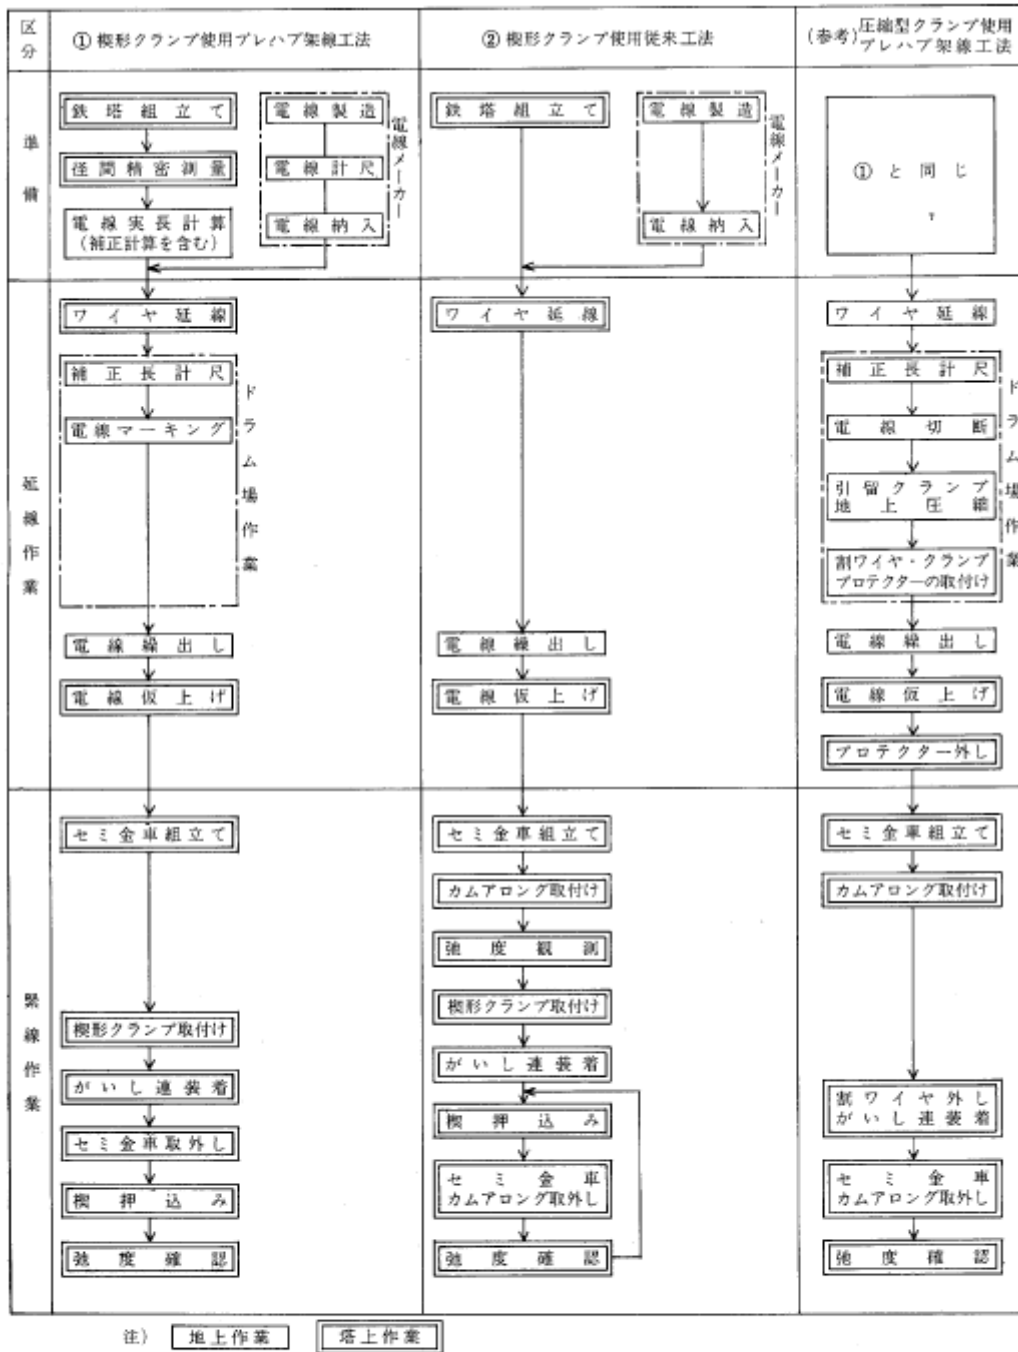 区分
① 楔形クランプ使用プレハブ架線工法
② 楔形クランプ使用従来工法
(参考)圧縮型クランプ使用
プレハブ架線工法
準備
鉄塔組立て
径間精密測量
電線実長計算
(補正計算を含む)
電線製造
電線計尺
電線納入
電線メーカー
鉄塔組立て
電線製造
電線納入
電線メーカー
①と同じ
延線作業
ワイヤ延線
補正長計尺
電線マーキング
ドラム場作業
電線繰出し
電線仮上げ
ワイヤ延線
電線繰出し
電線仮上げ
ワイヤ延線
補正長計尺
電線切断
引留クランプ
地上圧縮
割ワイヤ・クランプ
プロテクターの取付け
ドラム場作業
電線繰出し
電線仮上げ
プロテクター外し
緊線作業
セミ金車組立て
楔形クランプ取付け
がいし連装着
セミ金車取外し
楔押込み
弛度確認
セミ金車組立て
カムアロング取付け
弛度観測
楔形クランプ取付け
がいし連装着
楔押込み
セミ金車
カムアロング取外し
弛度確認
セミ金車組立て
カムアロング取付け
割ワイヤ外し
がいし連装着
セミ金車
カムアロング取外し
弛度確認
注) 地上作業 塔上作業